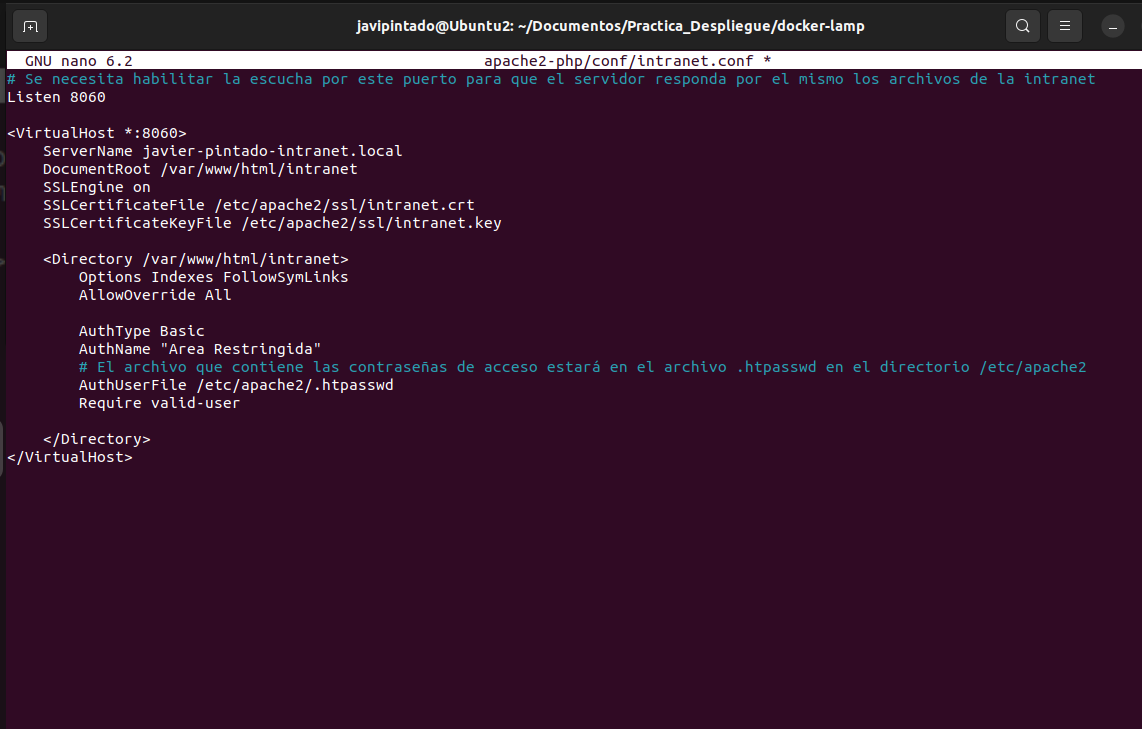 javipintado@Ubuntu2: ~/Documentos/Practica_Despliegue/docker-lamp
GNU nano 6.2 apache2-php/conf/intranet.conf *
# Se necesita habilitar la escucha por este puerto para que el servidor responda por el mismo los archivos de la intranet
Listen 8060
<VirtualHost *:8060>
    ServerName javier-pintado-intranet.local
    DocumentRoot /var/www/html/intranet
    SSLEngine on
    SSLCertificateFile /etc/apache2/ssl/intranet.crt
    SSLCertificateKeyFile /etc/apache2/ssl/intranet.key
    <Directory /var/www/html/intranet>
        Options Indexes FollowSymLinks
        AllowOverride All
        AuthType Basic
        AuthName "Area Restringida"
        # El archivo que contiene las contraseñas de acceso estará en el archivo .htpasswd en el directorio /etc/apache2
        AuthUserFile /etc/apache2/.htpasswd
        Require valid-user
    </Directory>
</VirtualHost>